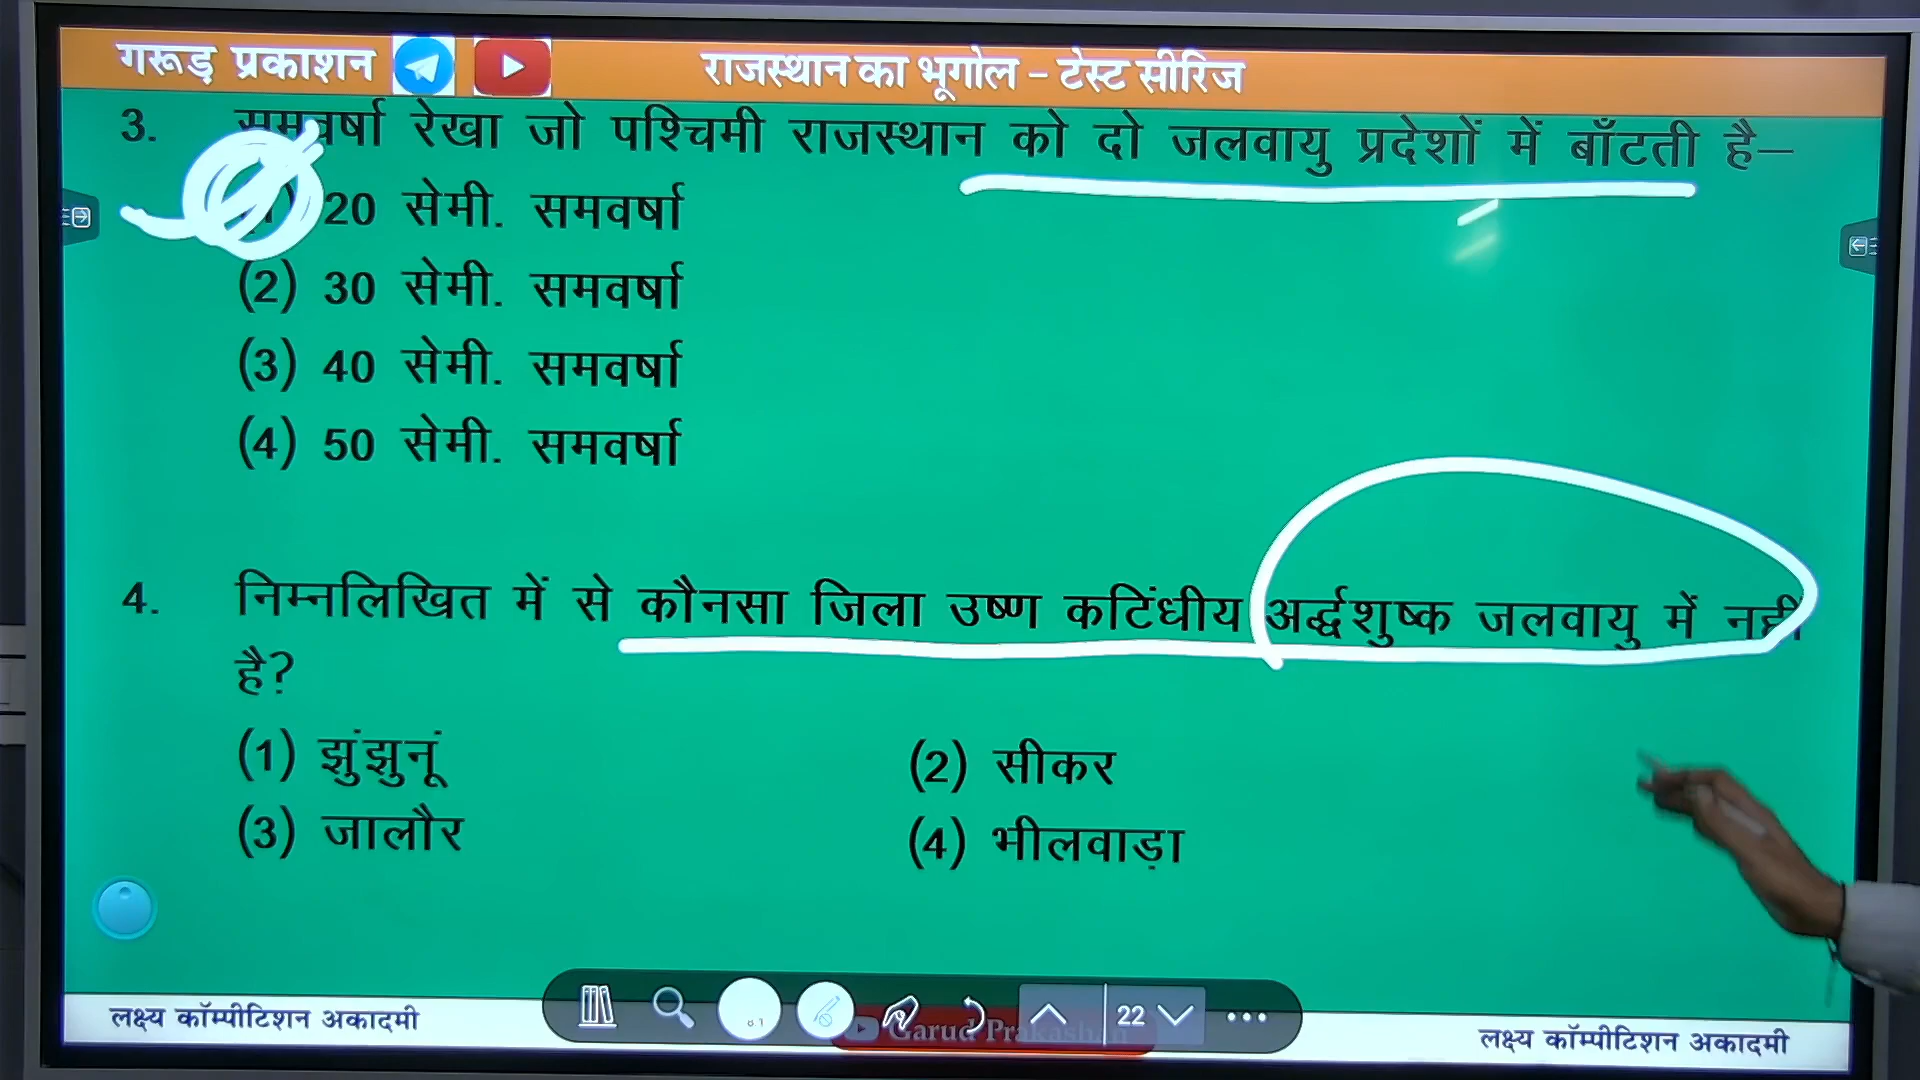 गरूड़ प्रकाशन
राजस्थान का भूगोल – टेस्ट सीरिज
3. समवर्षा रेखा जो पश्चिमी राजस्थान को दो जलवायु प्रदेशों में बाँटती है–
20 सेमी. समवर्षा
(2) 30 सेमी. समवर्षा
(3) 40 सेमी. समवर्षा
(4) 50 सेमी. समवर्षा
4. निम्नलिखित में से कौनसा जिला उष्ण कटिंधीय अर्द्धशुष्क जलवायु में नहीं
है?
(1) झुंझुनूं (2) सीकर
(3) जालौर (4) भीलवाड़ा
22
Garud Prakashan
लक्ष्य कॉम्पीटिशन अकादमी
लक्ष्य कॉम्पीटिशन अकादमी